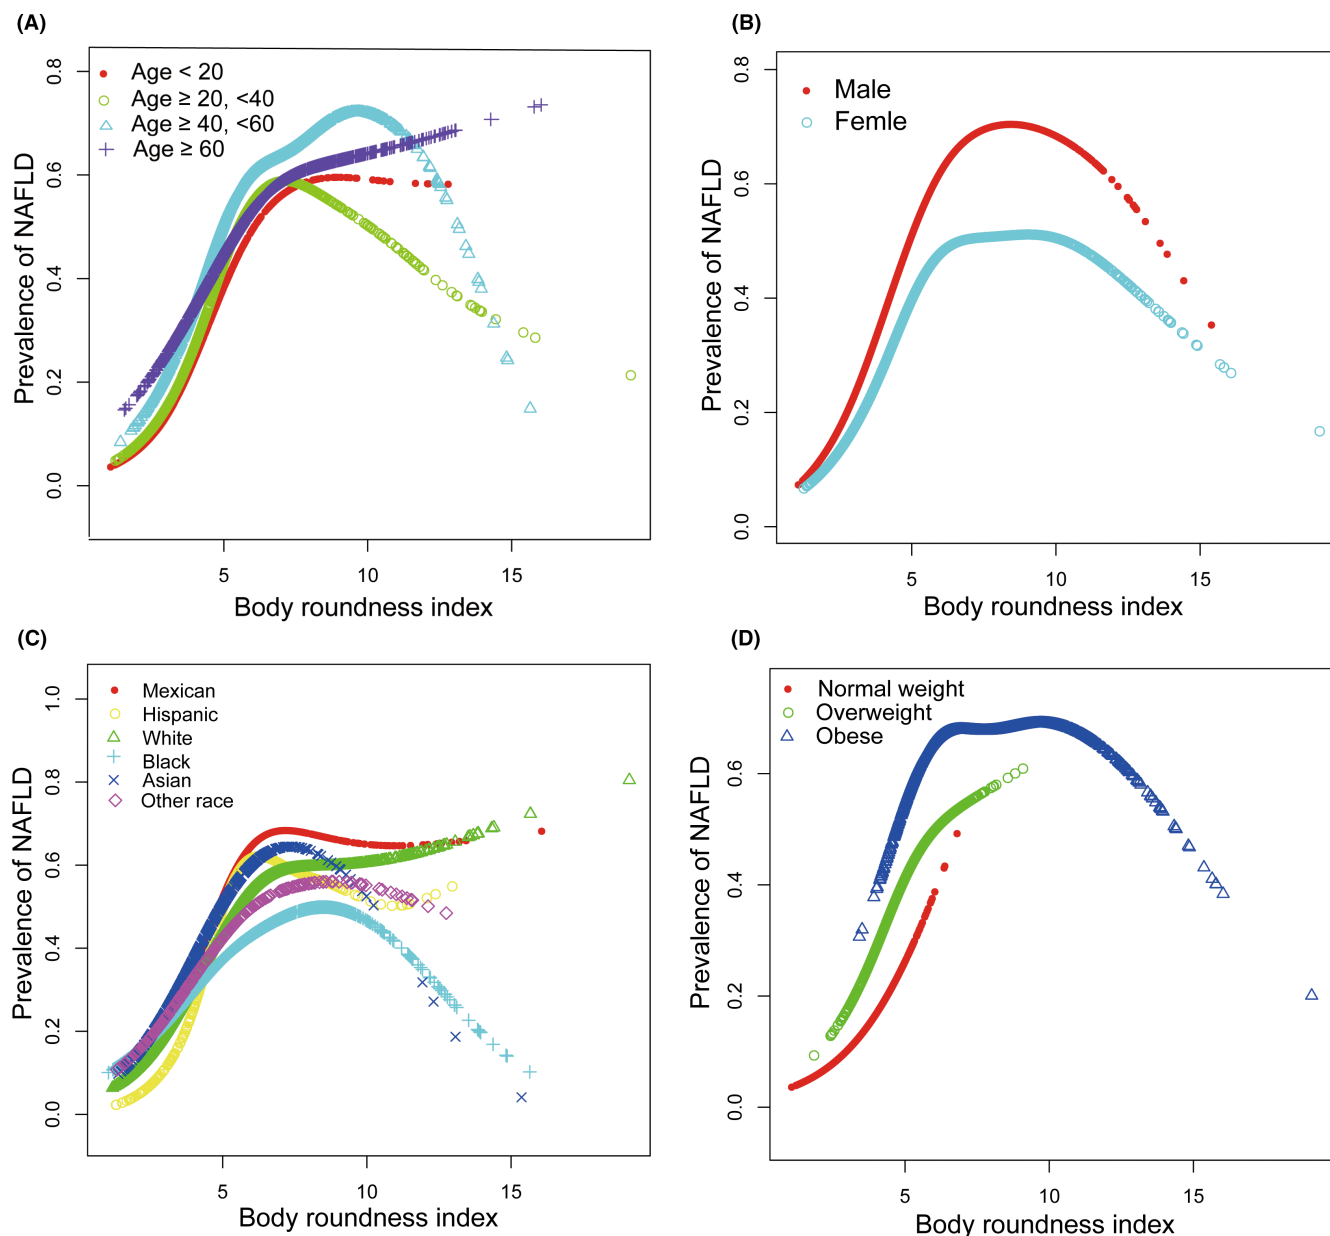 (A)
Prevalence of NAFLD
0.8
0.6
0.4
0.2
0.0
Age < 20
Age ≥ 20, <40
Age ≥ 40, <60
Age ≥ 60
5 10 15
Body roundness index
(B)
Prevalence of NAFLD
0.8
0.6
0.4
0.2
0.0
Male
Femle
5 10 15
Body roundness index
(C)
Prevalence of NAFLD
1.0
0.8
0.6
0.4
0.2
0.0
Mexican
Hispanic
White
Black
Asian
Other race
5 10 15
Body roundness index
(D)
Prevalence of NAFLD
0.6
0.4
0.2
0.0
Normal weight
Overweight
Obese
5 10 15
Body roundness index